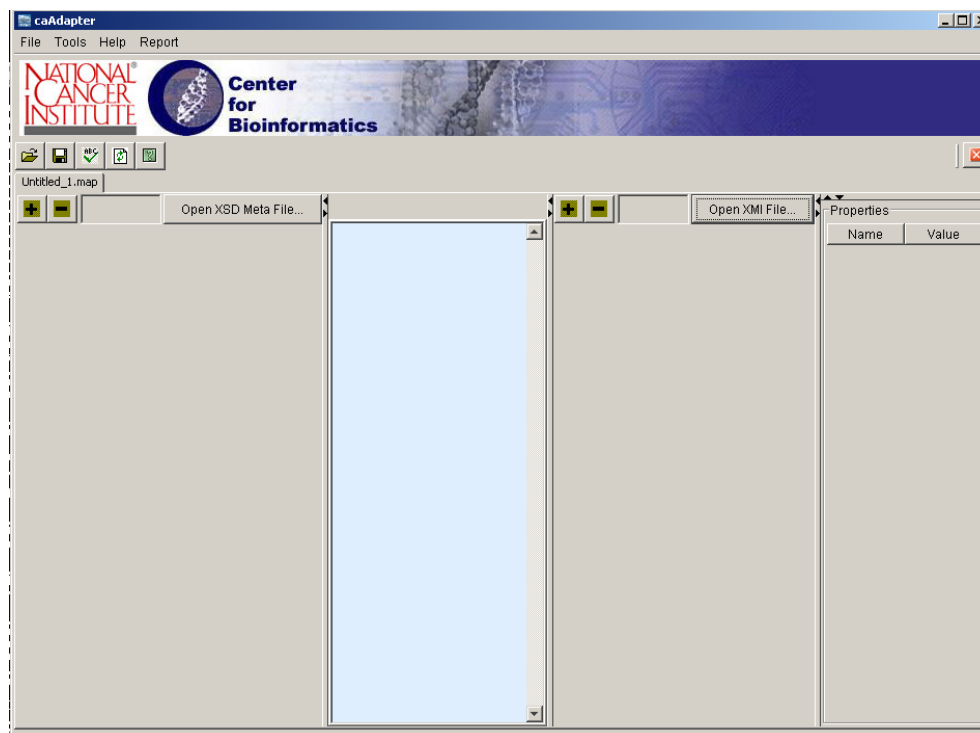 caAdapter
File Tools Help Report
NATIONAL®
CANCER
INSTITUTE
Center
for
Bioinformatics
ABC
Untitled_1.map
Open XSD Meta File...
Open XMI File...
Properties
Name Value